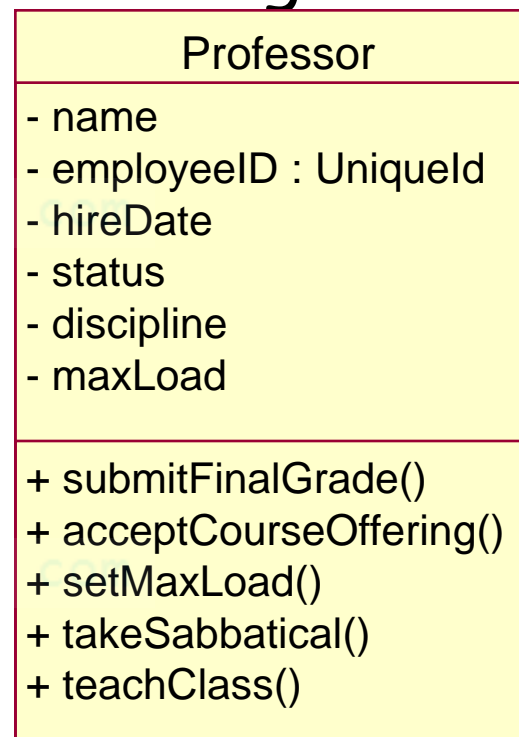 Professor
- name
- employeeID : UniqueId
- hireDate
- status
- discipline
- maxLoad
+ submitFinalGrade()
+ acceptCourseOffering()
+ setMaxLoad()
+ takeSabbatical()
+ teachClass()